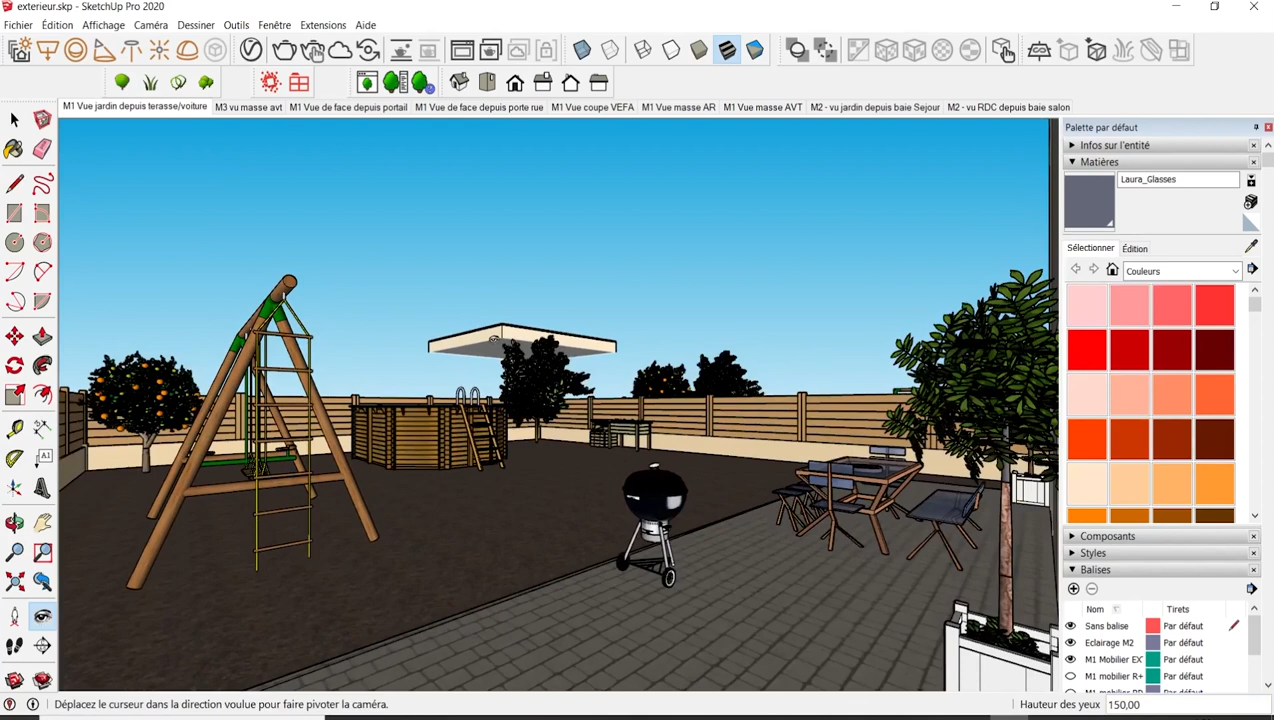 exterieur.skp - SketchUp Pro 2020
Fichier Édition Affichage Caméra Dessiner Outils Fenêtre Extensions Aide
M1 Vue jardin depuis terasse/voiture M3 vu masse avt M1 Vue de face depuis portail M1 Vue de face depuis porte rue M1 Vue coupe VEFA M1 Vue masse AR M1 Vue masse AVT M2 - vu jardin depuis baie Sejour M2 - vu RDC depuis baie salon
Palette par défaut
Infos sur l'entité
Matières
Laura_Glasses
Sélectionner Édition
Couleurs
A1
Composants
Styles
Balises
Nom Tirets
Sans balise Par défaut
Eclairage M2 Par défaut
M1 Mobilier EX Par défaut
M1 mobilier R+ Par défaut
Par défaut
Déplacez le curseur dans la direction voulue pour faire pivoter la caméra. Hauteur des yeux 150,00